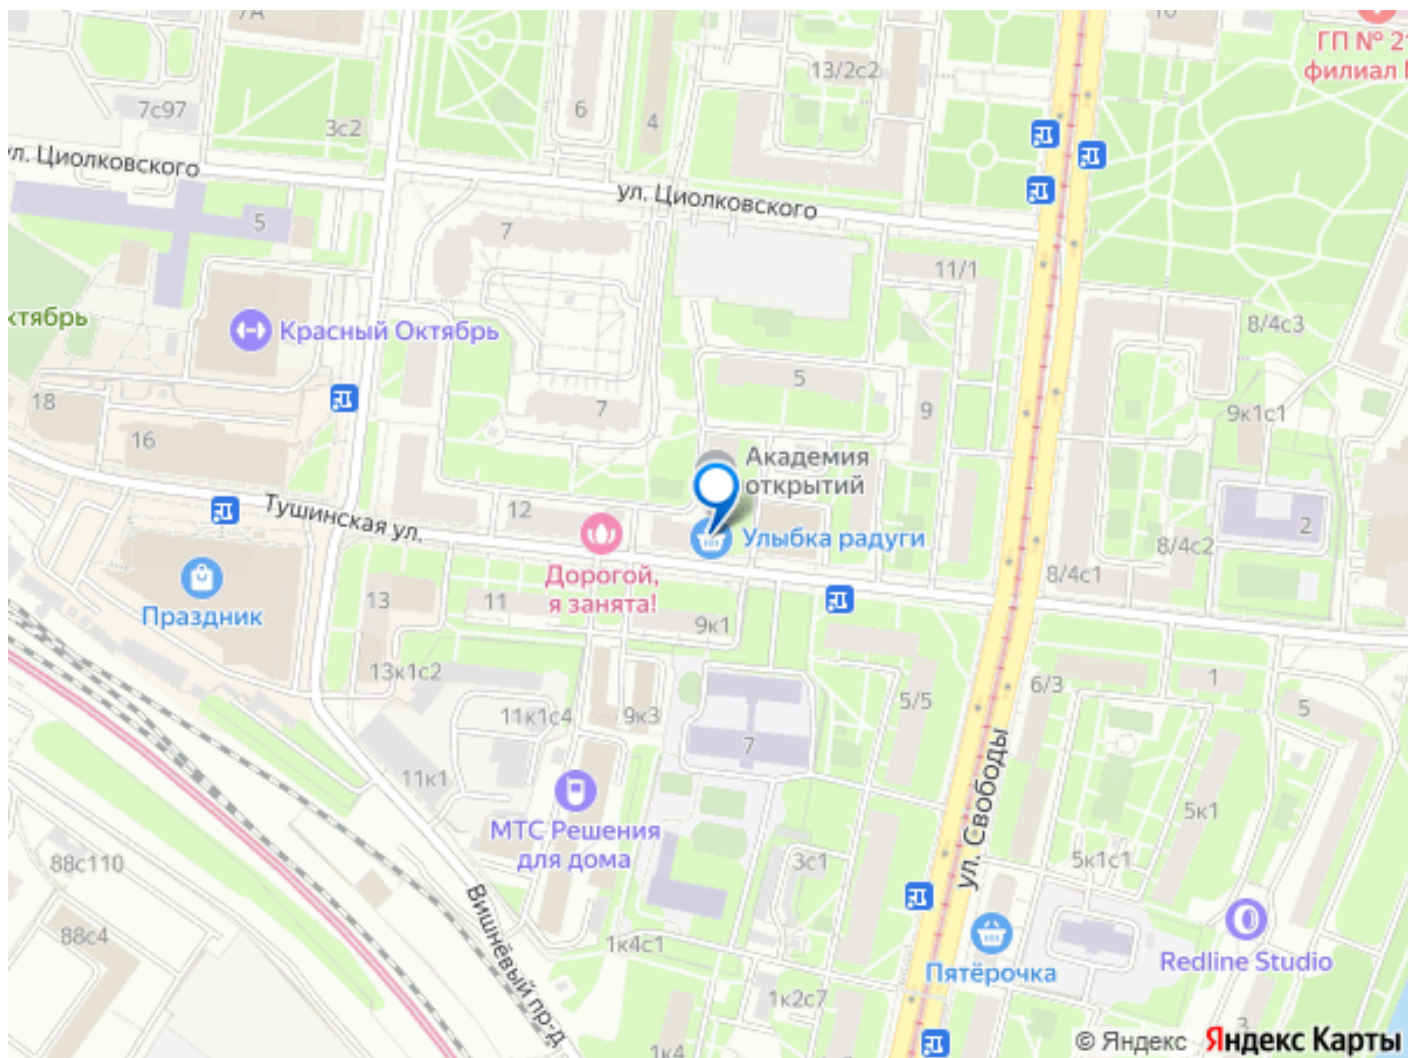 7А
10
ГП № 2
филиал
13/2с2
7с97
3с2
6
4
ул. Циолковского
ул. Циолковского
5
7
11/1
8/4с3
Красный Октябрь
ктябрь
5
18
16
7
9
9к1с1
Академия
открытий
12
Тушинская ул.
2
Улыбка радуги
8/4с2
Дорогой,
я занята!
8/4с1
Праздник
13
11
9к1
13к1с2
6/3
1
5/5
5
11к1с4
9к3
7
ул. Свободы
11к1
МТС Решения
для дома
5к1
88с110
3с1
5к1с1
Вишнёвый пр-д
88с4
1к4с1
Пятёрочка
Redline Studio
1к2с7
3
1к4
© Яндекс Яндекс Карты